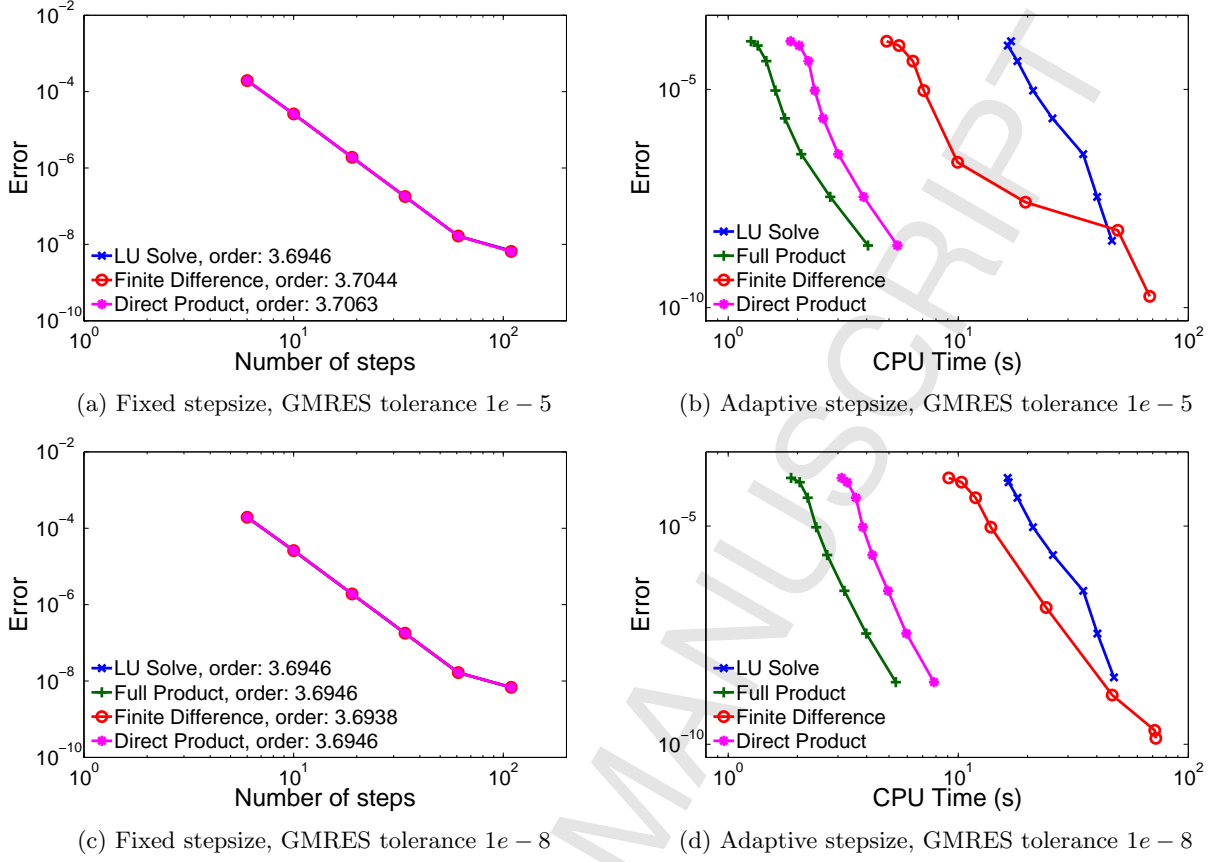 10^-2
10^-4
10^-6
10^-8
10^-10
Error
LU Solve, order: 3.6946
Finite Difference, order: 3.7044
Direct Product, order: 3.7063
10^0
10^1
10^2
Number of steps
(a) Fixed stepsize, GMRES tolerance 1e − 5
10^-5
10^-10
Error
LU Solve
Full Product
Finite Difference
Direct Product
10^0
10^1
10^2
CPU Time (s)
(b) Adaptive stepsize, GMRES tolerance 1e − 5
10^-2
10^-4
10^-6
10^-8
10^-10
Error
LU Solve, order: 3.6946
Full Product, order: 3.6946
Finite Difference, order: 3.6938
Direct Product, order: 3.6946
10^0
10^1
10^2
Number of steps
(c) Fixed stepsize, GMRES tolerance 1e − 8
10^-5
10^-10
Error
LU Solve
Full Product
Finite Difference
Direct Product
10^0
10^1
10^2
CPU Time (s)
(d) Adaptive stepsize, GMRES tolerance 1e − 8
MANUSCRIPT